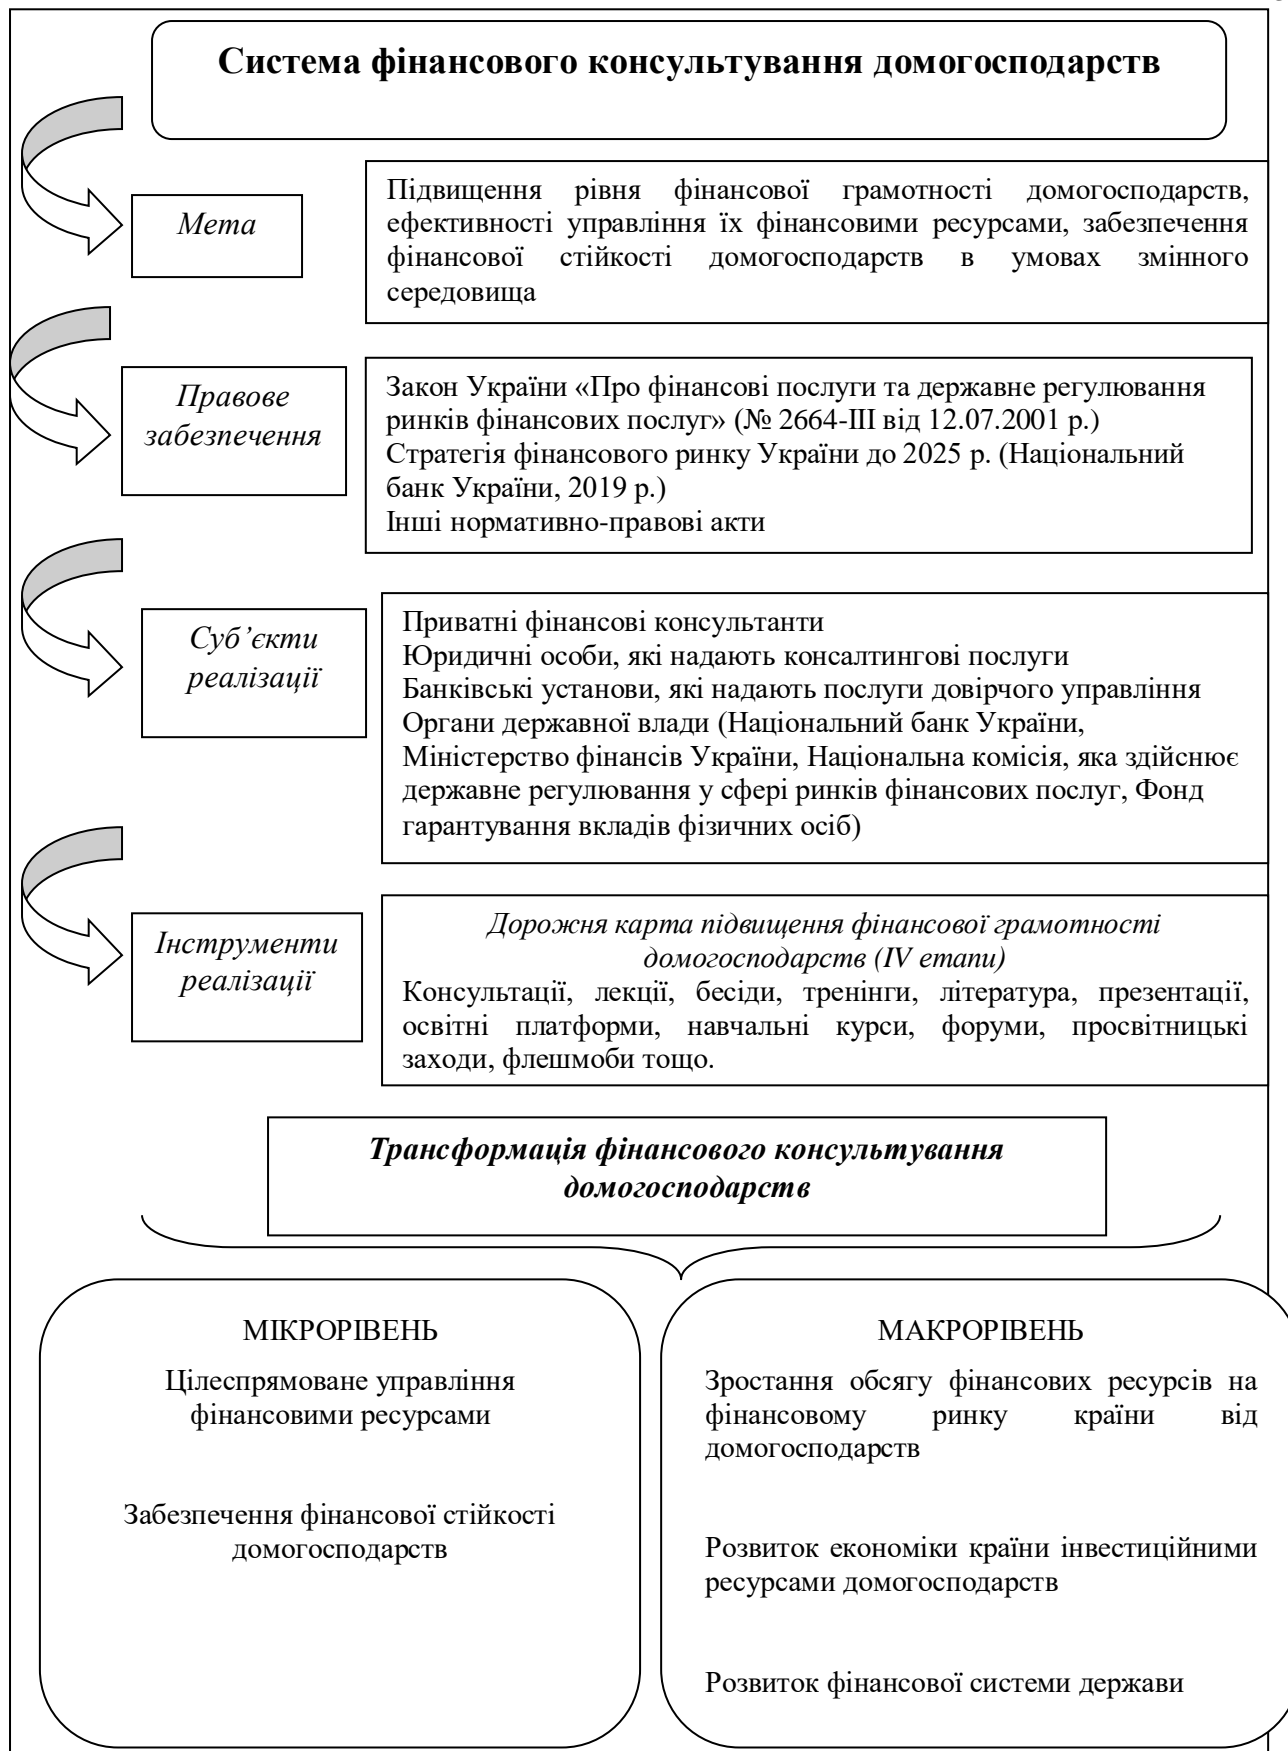 Система фінансового консультування домогосподарств
Мета
Підвищення рівня фінансової грамотності домогосподарств,
ефективності управління їх фінансовими ресурсами, забезпечення
фінансової стійкості домогосподарств в умовах змінного
середовища
Правове
забезпечення
Закон України «Про фінансові послуги та державне регулювання
ринків фінансових послуг» (№ 2664-III від 12.07.2001 р.)
Стратегія фінансового ринку України до 2025 р. (Національний
банк України, 2019 р.)
Інші нормативно-правові акти
Суб’єкти
реалізації
Приватні фінансові консультанти
Юридичні особи, які надають консалтингові послуги
Банківські установи, які надають послуги довірчого управління
Органи державної влади (Національний банк України,
Міністерство фінансів України, Національна комісія, яка здійснює
державне регулювання у сфері ринків фінансових послуг, Фонд
гарантування вкладів фізичних осіб)
Інструменти
реалізації
Дорожня карта підвищення фінансової грамотності
домогосподарств (IV етапи)
Консультації, лекції, бесіди, тренінги, література, презентації,
освітні платформи, навчальні курси, форуми, просвітницькі
заходи, флешмоби тощо.
Трансформація фінансового консультування
домогосподарств
МІКРОРІВЕНЬ
Цілеспрямоване управління
фінансовими ресурсами
Забезпечення фінансової стійкості
домогосподарств
МАКРОРІВЕНЬ
Зростання обсягу фінансових ресурсів на
фінансовому ринку країни від
домогосподарств
Розвиток економіки країни інвестиційними
ресурсами домогосподарств
Розвиток фінансової системи держави